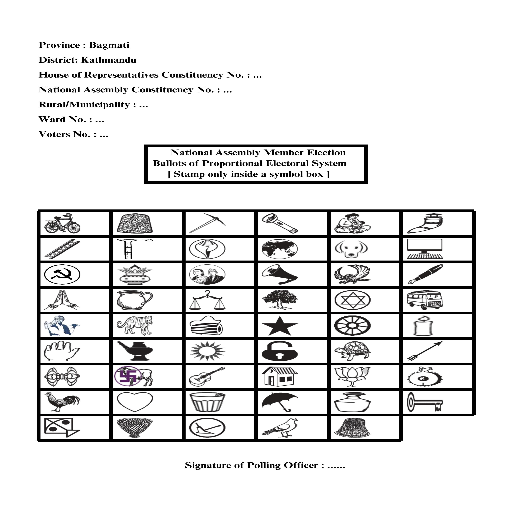 Province : Bagmati
District: Kathmandu
House of Representatives Constituency No. : ...
National Assembly Constituency No. : ...
Rural/Municipality : ...
Ward No. : ...
Voters No. : ...
National Assembly Member Election
Ballots of Proportional Electoral System
[ Stamp only inside a symbol box ]
Signature of Polling Officer : ......